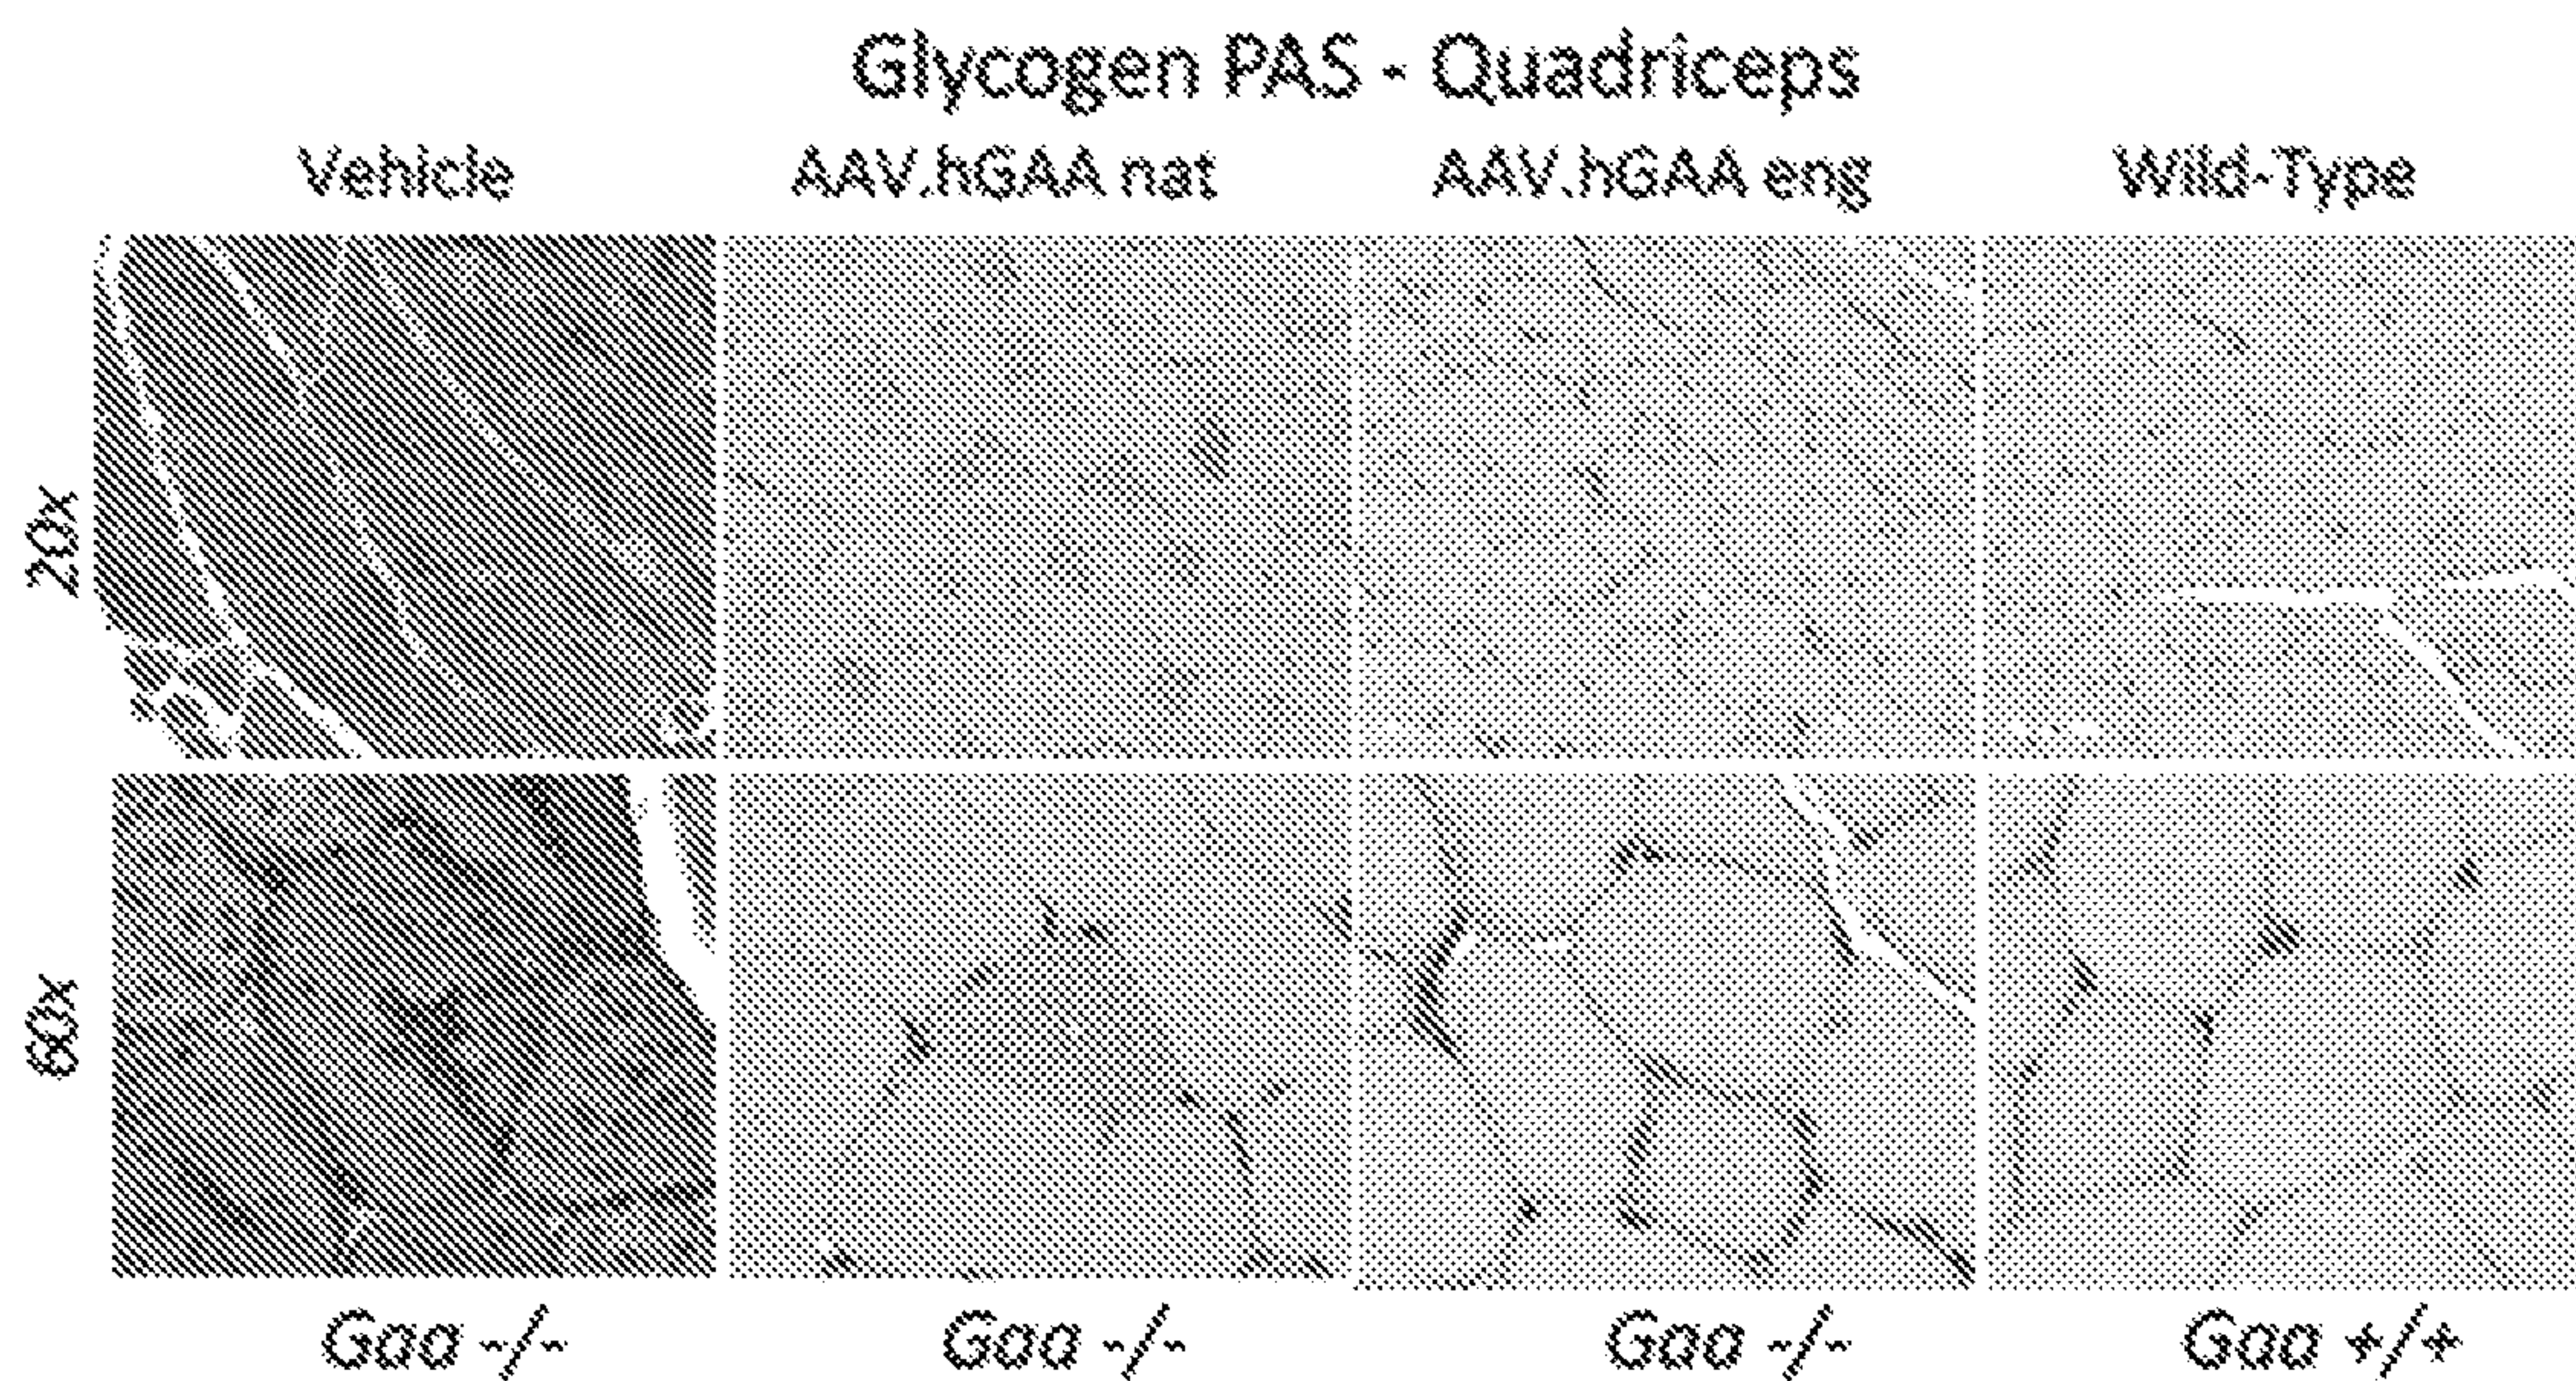 Glycogen PAS - Quadriceps
Vehicle AAV.hGAA nat AAV.hGAA eng Wild-Type
20x
60x
Gaa -/- Gaa -/- Gaa -/- Gaa +/+